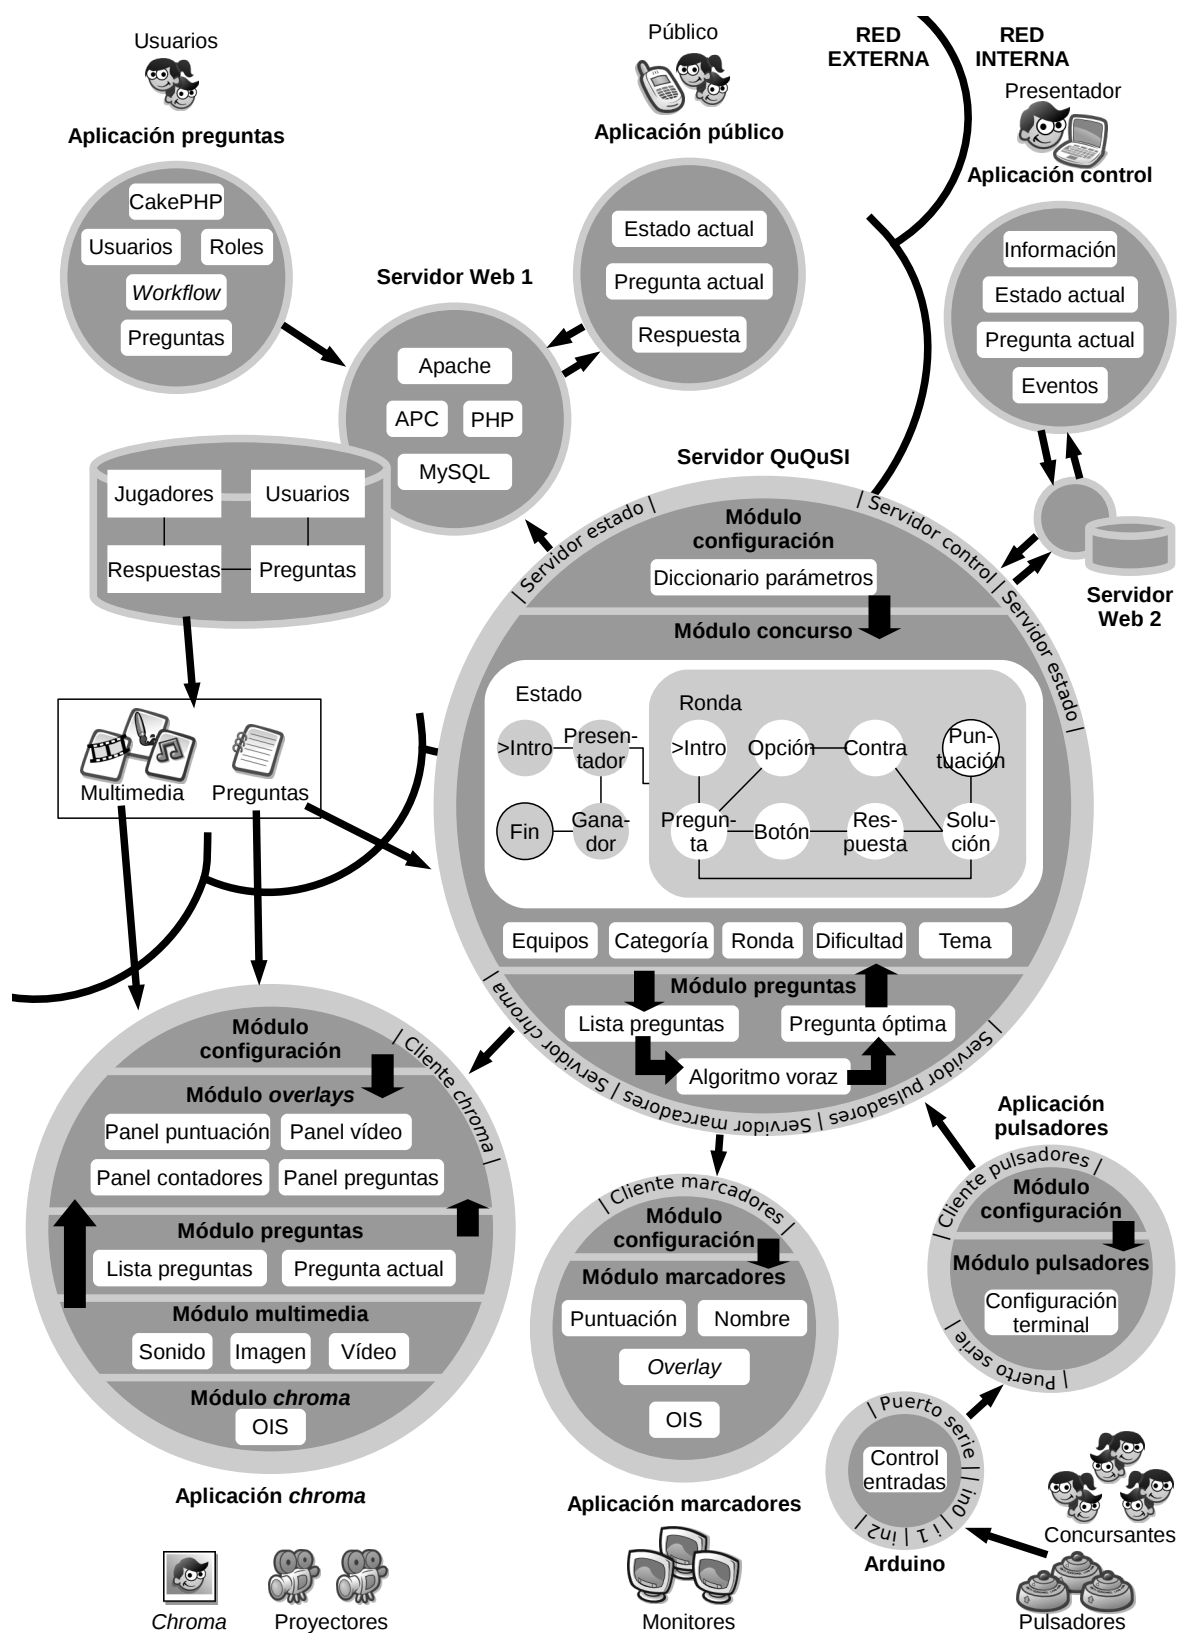 Usuarios
Aplicación preguntas
CakePHP
Usuarios
Roles
Workflow
Preguntas
Público
Aplicación público
Estado actual
Pregunta actual
Respuesta
RED
EXTERNA
RED
INTERNA
Presentador
Aplicación control
Información
Estado actual
Pregunta actual
Eventos
Servidor Web 1
Apache
APC
PHP
MySQL
Jugadores
Usuarios
Respuestas
Preguntas
Servidor
Web 2
Multimedia
Preguntas
Servidor QuQuSI
| Servidor estado |
| Servidor control | Servidor estado |
Módulo
configuración
Diccionario parámetros
Módulo concurso
Estado
>Intro
Presen-
tador
Fin
Gana-
dor
Ronda
>Intro
Opción
Contra
Pun-
tuación
Pregun-
ta
Botón
Res-
puesta
Solu-
ción
Equipos
Categoría
Ronda
Dificultad
Tema
Módulo preguntas
Lista preguntas
Pregunta óptima
Algoritmo voraz
| Servidor pulsadores | Servidor marcadores | Servidor chroma |
| Cliente chroma |
Módulo
configuración
Módulo overlays
Panel puntuación
Panel vídeo
Panel contadores
Panel preguntas
Módulo preguntas
Lista preguntas
Pregunta actual
Módulo multimedia
Sonido
Imagen
Vídeo
Módulo chroma
OIS
Aplicación chroma
Chroma
Proyectores
| Cliente marcadores |
Módulo
configuración
Módulo marcadores
Puntuación
Nombre
Overlay
OIS
Aplicación marcadores
Monitores
Aplicación
pulsadores
| Cliente pulsadores |
Módulo
configuración
Módulo pulsadores
Configuración
terminal
| Puerto serie |
| Puerto serie |
Control
entradas
| in0 | i 1 | in2 |
Arduino
Concursantes
Pulsadores